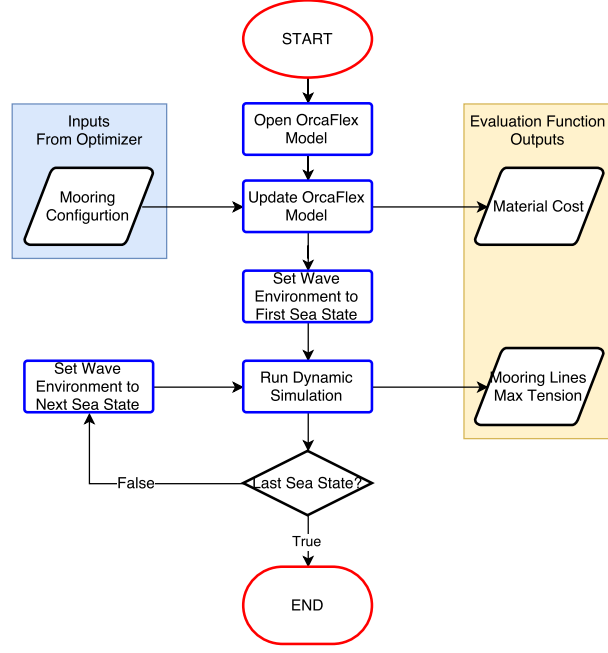 START
Inputs
From Optimizer
Open OrcaFlex
Model
Evaluation Function
Outputs
Mooring
Configurtion
Update OrcaFlex
Model
Material Cost
Set Wave
Environment to
First Sea State
Set Wave
Environment to
Next Sea State
Run Dynamic
Simulation
Mooring Lines
Max Tension
Last Sea State?
False
True
END